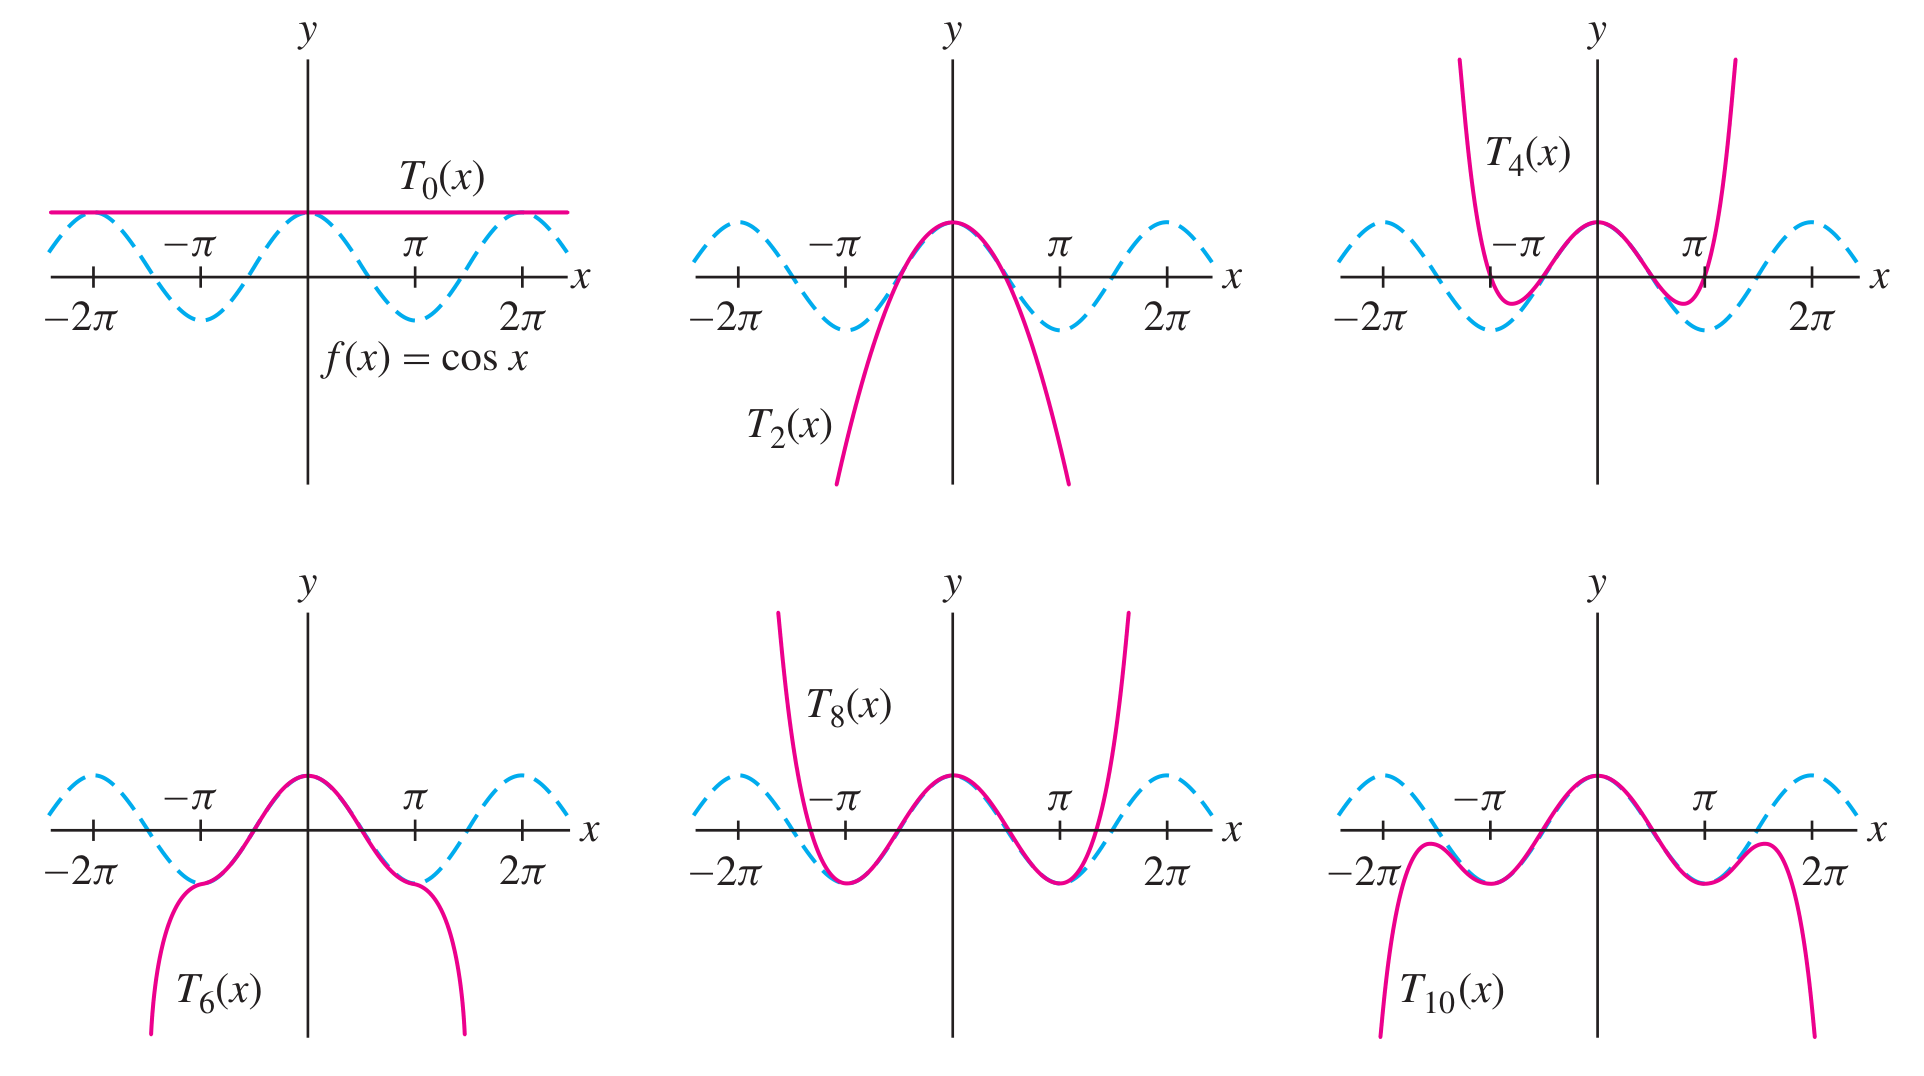 y
T0(x)
−π
π
x
−2π
2π
f(x) = cos x
y
−π
π
x
−2π
2π
T2(x)
y
T4(x)
−π
π
x
−2π
2π
y
−π
π
x
−2π
2π
T6(x)
y
T8(x)
−π
π
x
−2π
2π
y
−π
π
x
−2π
2π
T10(x)